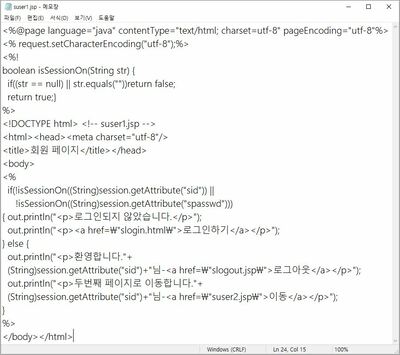 suser1.jsp - 메모장
파일(F) 편집(E) 서식(O) 보기(V) 도움말
<%@page language="java" contentType="text/html; charset=utf-8" pageEncoding="utf-8"%>
<% request.setCharacterEncoding("utf-8");%>
<%!
boolean isSessionOn(String str) {
  if((str == null) || str.equals(""))return false;
  return true;}
%>
<!DOCTYPE html> <!-- suser1.jsp -->
<html><head><meta charset="utf-8"/>
<title>회원 페이지</title></head>
<body>
<%
  if(!isSessionOn((String)session.getAttribute("sid")) ||
    !isSessionOn((String)session.getAttribute("spasswd")))
{ out.println("<p>로그인되지 않았습니다.</p>");
  out.println("<p><a href=₩"slogin.html₩">로그인하기</a></p>");
} else {
  out.println("<p>환영합니다."+
  (String)session.getAttribute("sid")+"님-<a href=₩"slogout.jsp₩">로그아웃</a></p>");
  out.println("<p>두번째 페이지로 이동합니다."+
  (String)session.getAttribute("sid")+"님-<a href=₩"suser2.jsp₩">이동</a></p>");
}
%>
</body></html>
Windows (CRLF) Ln 24, Col 15 100%